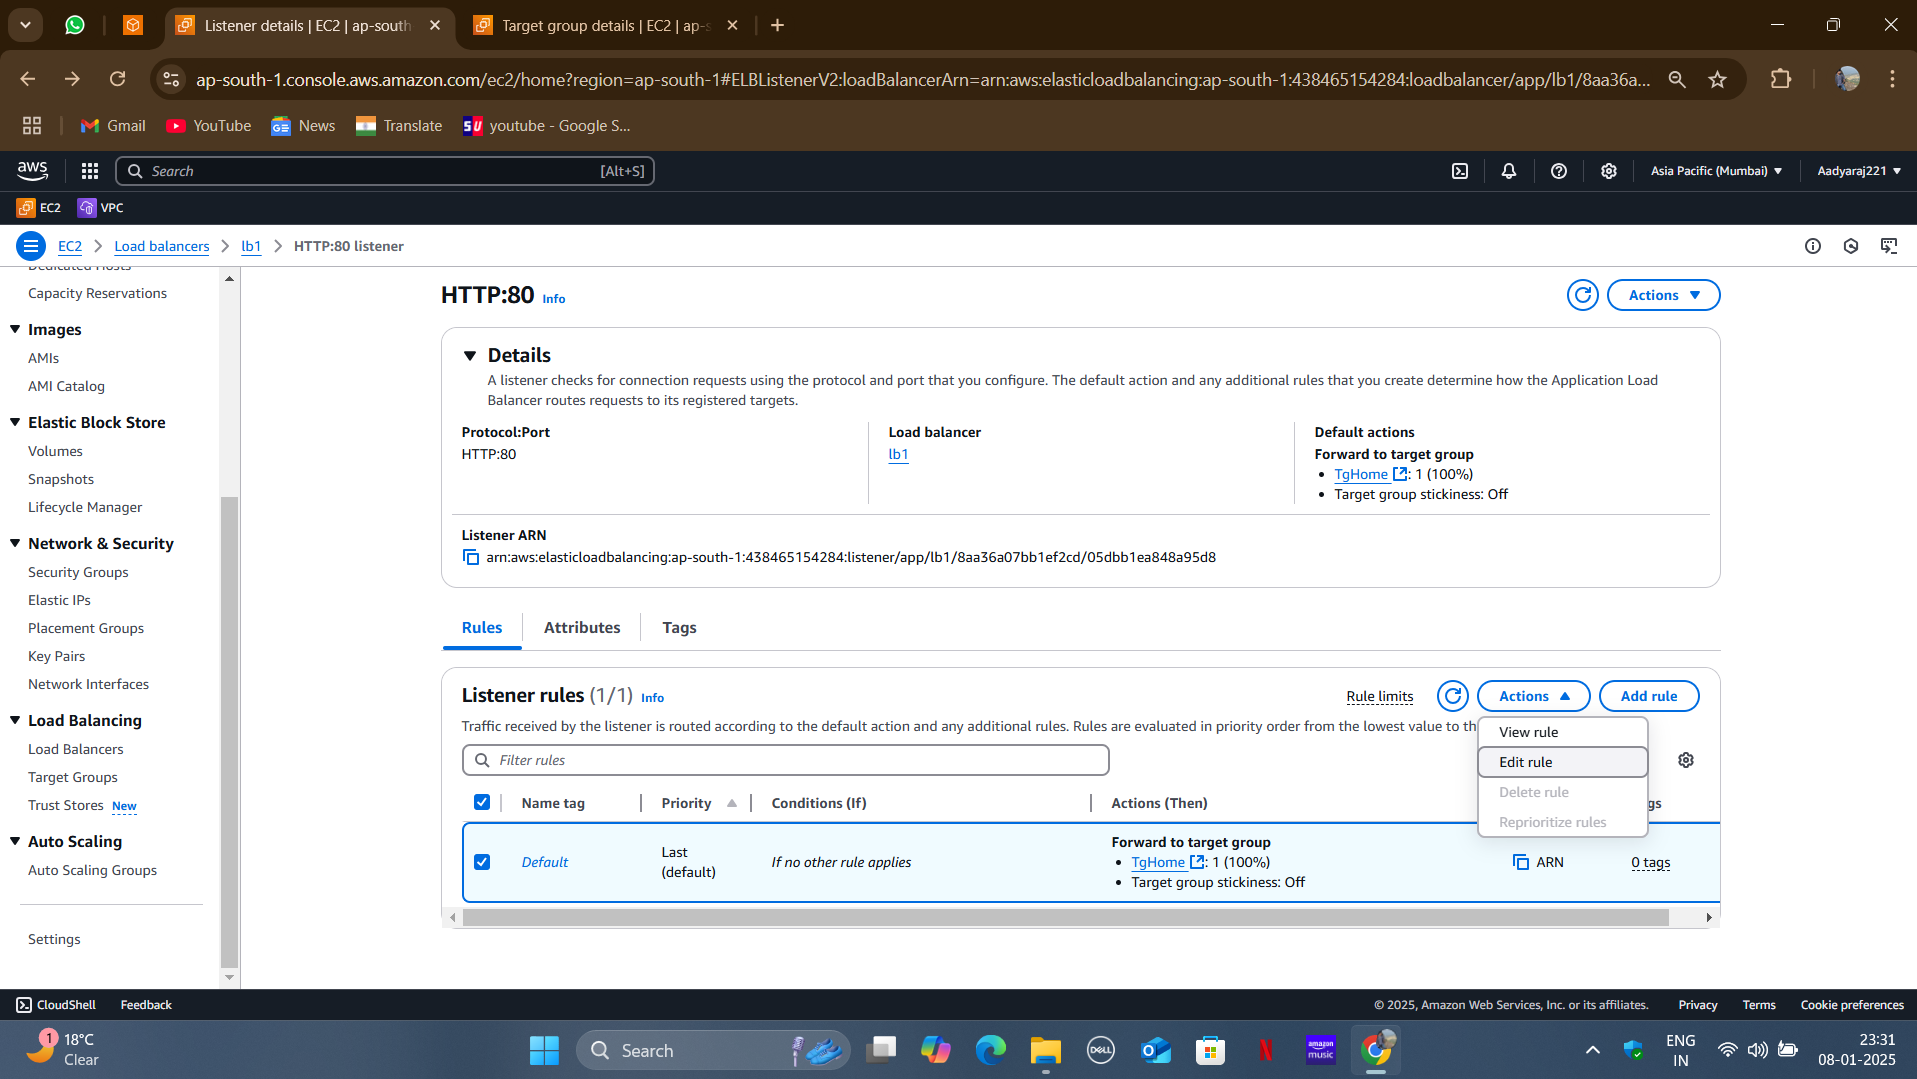 Listener details | EC2 | ap-south
Target group details | EC2 | ap-s
ap-south-1.console.aws.amazon.com/ec2/home?region=ap-south-1#ELBListenerV2:loadBalancerArn=arn:aws:elasticloadbalancing:ap-south-1:438465154284:loadbalancer/app/lb1/8aa36a...
Gmail
YouTube
News
Translate
SU
youtube - Google S...
aws
Search
[Alt+S]
Asia Pacific (Mumbai)
Aadyaraj221
EC2
VPC
EC2
Load balancers
lb1
HTTP:80 listener
Dedicated Hosts
Capacity Reservations
Images
AMIs
AMI Catalog
Elastic Block Store
Volumes
Snapshots
Lifecycle Manager
Network & Security
Security Groups
Elastic IPs
Placement Groups
Key Pairs
Network Interfaces
Load Balancing
Load Balancers
Target Groups
Trust Stores New
Auto Scaling
Auto Scaling Groups
Settings
HTTP:80 Info
Actions
Details
A listener checks for connection requests using the protocol and port that you configure. The default action and any additional rules that you create determine how the Application Load
Balancer routes requests to its registered targets.
Protocol:Port
HTTP:80
Load balancer
lb1
Default actions
Forward to target group
• TgHome : 1 (100%)
• Target group stickiness: Off
Listener ARN
arn:aws:elasticloadbalancing:ap-south-1:438465154284:listener/app/lb1/8aa36a07bb1ef2cd/05dbb1ea848a95d8
Rules
Attributes
Tags
Listener rules (1/1) Info
Rule limits
Actions
Add rule
Traffic received by the listener is routed according to the default action and any additional rules. Rules are evaluated in priority order from the lowest value to th
View rule
Edit rule
Delete rule
Reprioritize rules
Filter rules
Name tag
Priority
Conditions (If)
Actions (Then)
gs
Default
Last
(default)
If no other rule applies
Forward to target group
• TgHome : 1 (100%)
• Target group stickiness: Off
ARN
0 tags
CloudShell
Feedback
© 2025, Amazon Web Services, Inc. or its affiliates.
Privacy
Terms
Cookie preferences
1
18°C
Clear
Search
DELL
amazon
music
ENG
IN
23:31
08-01-2025